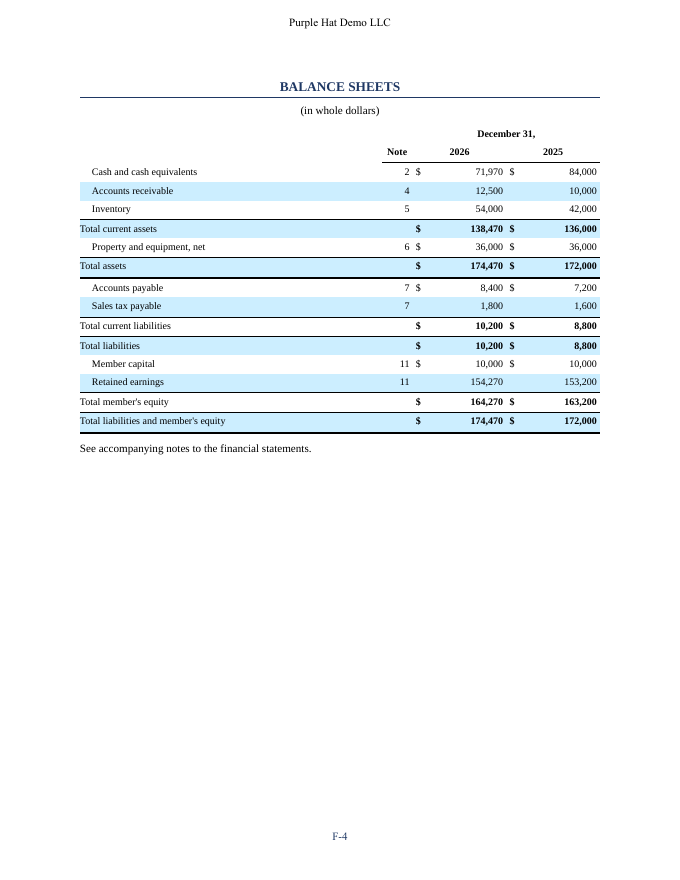 Purple Hat Demo LLC
BALANCE SHEETS
(in whole dollars)
December 31,
Note 2026 2025
Cash and cash equivalents 2 $ 71,970 $ 84,000
Accounts receivable 4 12,500 10,000
Inventory 5 54,000 42,000
Total current assets $ 138,470 $ 136,000
Property and equipment, net 6 $ 36,000 $ 36,000
Total assets $ 174,470 $ 172,000
Accounts payable 7 $ 8,400 $ 7,200
Sales tax payable 7 1,800 1,600
Total current liabilities $ 10,200 $ 8,800
Total liabilities $ 10,200 $ 8,800
Member capital 11 $ 10,000 $ 10,000
Retained earnings 11 154,270 153,200
Total member's equity $ 164,270 $ 163,200
Total liabilities and member's equity $ 174,470 $ 172,000
See accompanying notes to the financial statements.
F-4